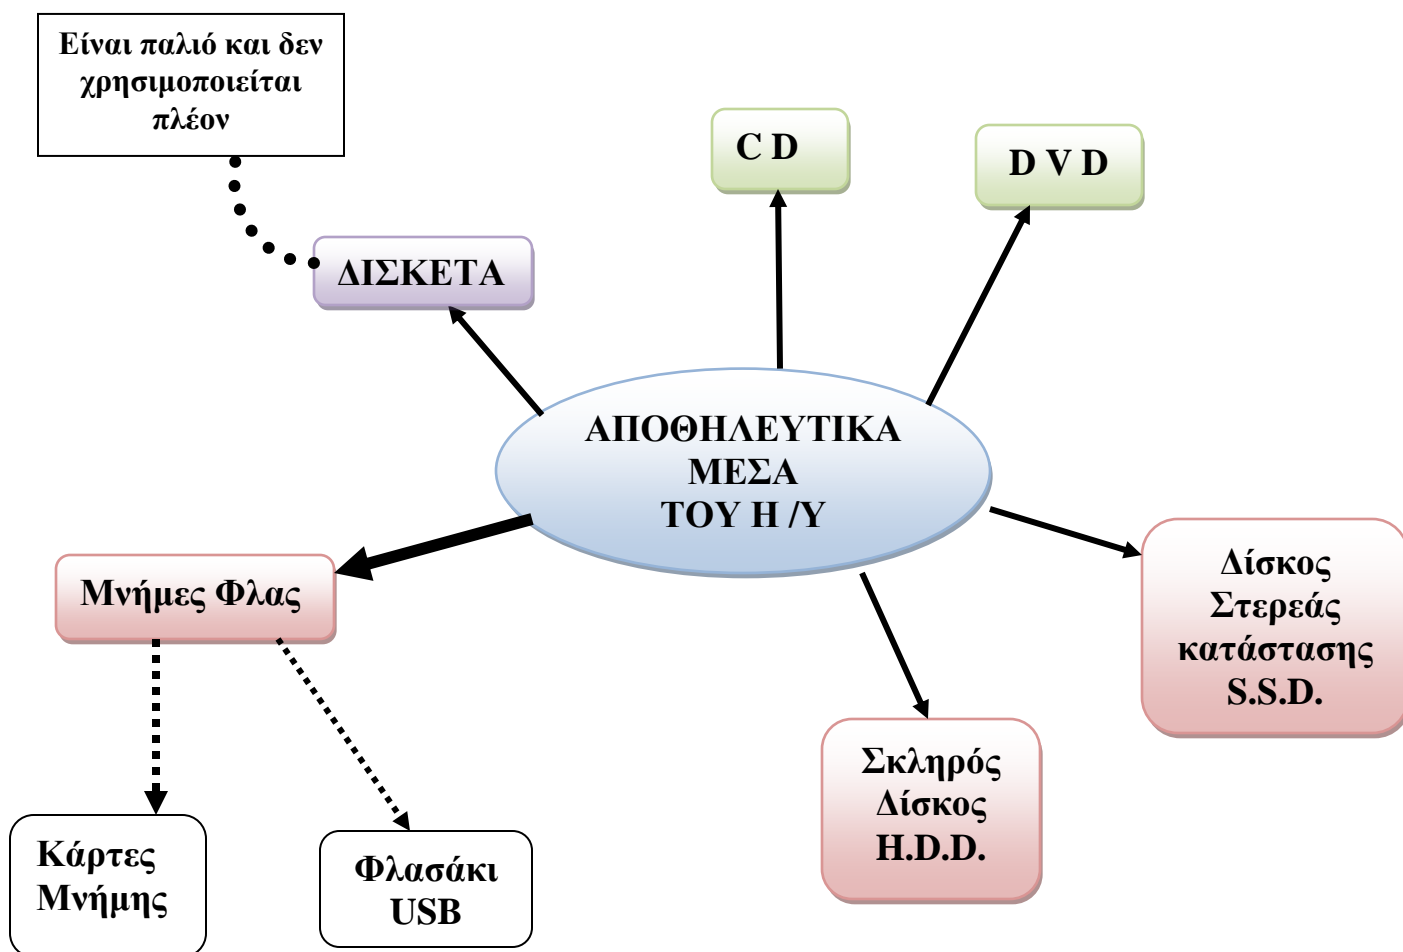 Είναι παλιό και δεν
χρησιμοποιείται
πλέον
C D
D V D
ΔΙΣΚΕΤΑ
ΑΠΟΘΗΛΕΥΤΙΚΑ
ΜΕΣΑ
ΤΟΥ Η /Υ
Μνήμες Φλας
Δίσκος
Στερεάς
κατάστασης
S.S.D.
Σκληρός
Δίσκος
H.D.D.
Κάρτες
Μνήμης
Φλασάκι
USB